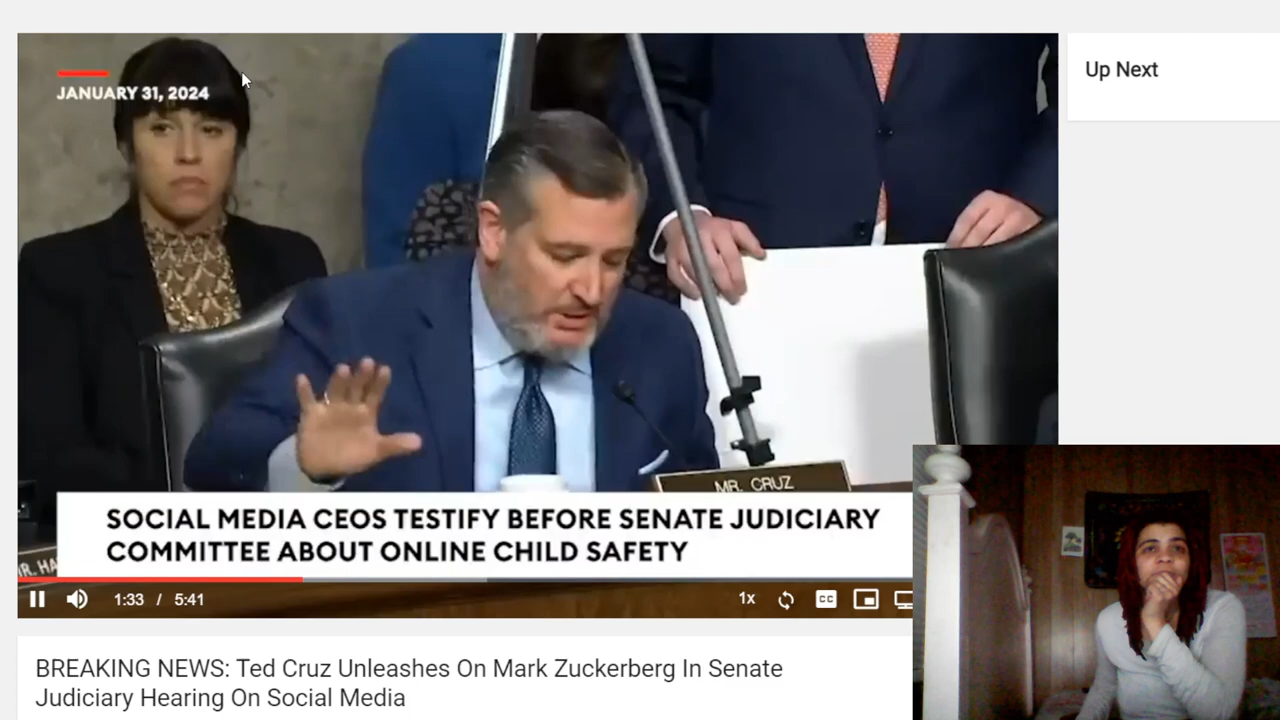 JANUARY 31, 2024
Up Next
MR. CRUZ
SOCIAL MEDIA CEOS TESTIFY BEFORE SENATE JUDICIARY
COMMITTEE ABOUT ONLINE CHILD SAFETY
1:33 / 5:41
1x
CC
BREAKING NEWS: Ted Cruz Unleashes On Mark Zuckerberg In Senate
Judiciary Hearing On Social Media